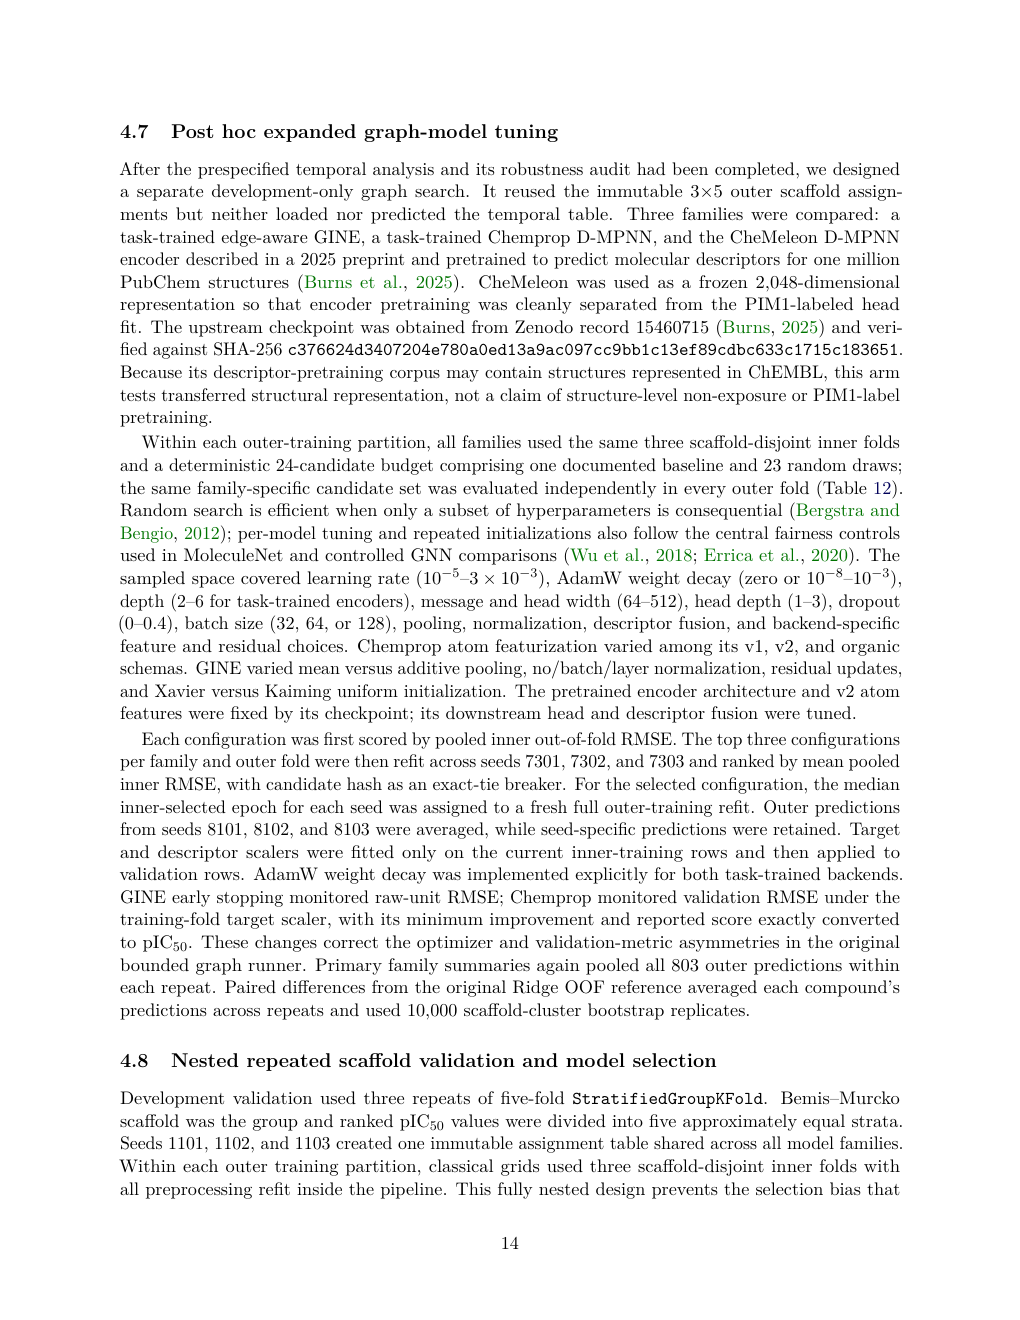 4.7 Post hoc expanded graph-model tuning
After the prespecified temporal analysis and its robustness audit had been completed, we designed
a separate development-only graph search. It reused the immutable 3×5 outer scaffold assign-
ments but neither loaded nor predicted the temporal table. Three families were compared: a
task-trained edge-aware GINE, a task-trained Chemprop D-MPNN, and the CheMeleon D-MPNN
encoder described in a 2025 preprint and pretrained to predict molecular descriptors for one million
PubChem structures (Burns et al., 2025). CheMeleon was used as a frozen 2,048-dimensional
representation so that encoder pretraining was cleanly separated from the PIM1-labeled head
fit. The upstream checkpoint was obtained from Zenodo record 15460715 (Burns, 2025) and veri-
fied against SHA-256 c376624d3407204e780a0ed13a9ac097cc9bb1c13ef89cdbc633c1715c183651.
Because its descriptor-pretraining corpus may contain structures represented in ChEMBL, this arm
tests transferred structural representation, not a claim of structure-level non-exposure or PIM1-label
pretraining.
Within each outer-training partition, all families used the same three scaffold-disjoint inner folds
and a deterministic 24-candidate budget comprising one documented baseline and 23 random draws;
the same family-specific candidate set was evaluated independently in every outer fold (Table 12).
Random search is efficient when only a subset of hyperparameters is consequential (Bergstra and
Bengio, 2012); per-model tuning and repeated initializations also follow the central fairness controls
used in MoleculeNet and controlled GNN comparisons (Wu et al., 2018; Errica et al., 2020). The
sampled space covered learning rate (10⁻⁵–3 × 10⁻³), AdamW weight decay (zero or 10⁻⁸–10⁻³),
depth (2–6 for task-trained encoders), message and head width (64–512), head depth (1–3), dropout
(0–0.4), batch size (32, 64, or 128), pooling, normalization, descriptor fusion, and backend-specific
feature and residual choices. Chemprop atom featurization varied among its v1, v2, and organic
schemas. GINE varied mean versus additive pooling, no/batch/layer normalization, residual updates,
and Xavier versus Kaiming uniform initialization. The pretrained encoder architecture and v2 atom
features were fixed by its checkpoint; its downstream head and descriptor fusion were tuned.
Each configuration was first scored by pooled inner out-of-fold RMSE. The top three configurations
per family and outer fold were then refit across seeds 7301, 7302, and 7303 and ranked by mean pooled
inner RMSE, with candidate hash as an exact-tie breaker. For the selected configuration, the median
inner-selected epoch for each seed was assigned to a fresh full outer-training refit. Outer predictions
from seeds 8101, 8102, and 8103 were averaged, while seed-specific predictions were retained. Target
and descriptor scalers were fitted only on the current inner-training rows and then applied to
validation rows. AdamW weight decay was implemented explicitly for both task-trained backends.
GINE early stopping monitored raw-unit RMSE; Chemprop monitored validation RMSE under the
training-fold target scaler, with its minimum improvement and reported score exactly converted
to pIC₅₀. These changes correct the optimizer and validation-metric asymmetries in the original
bounded graph runner. Primary family summaries again pooled all 803 outer predictions within
each repeat. Paired differences from the original Ridge OOF reference averaged each compound's
predictions across repeats and used 10,000 scaffold-cluster bootstrap replicates.
4.8 Nested repeated scaffold validation and model selection
Development validation used three repeats of five-fold StratifiedGroupKFold. Bemis–Murcko
scaffold was the group and ranked pIC₅₀ values were divided into five approximately equal strata.
Seeds 1101, 1102, and 1103 created one immutable assignment table shared across all model families.
Within each outer training partition, classical grids used three scaffold-disjoint inner folds with
all preprocessing refit inside the pipeline. This fully nested design prevents the selection bias that
14